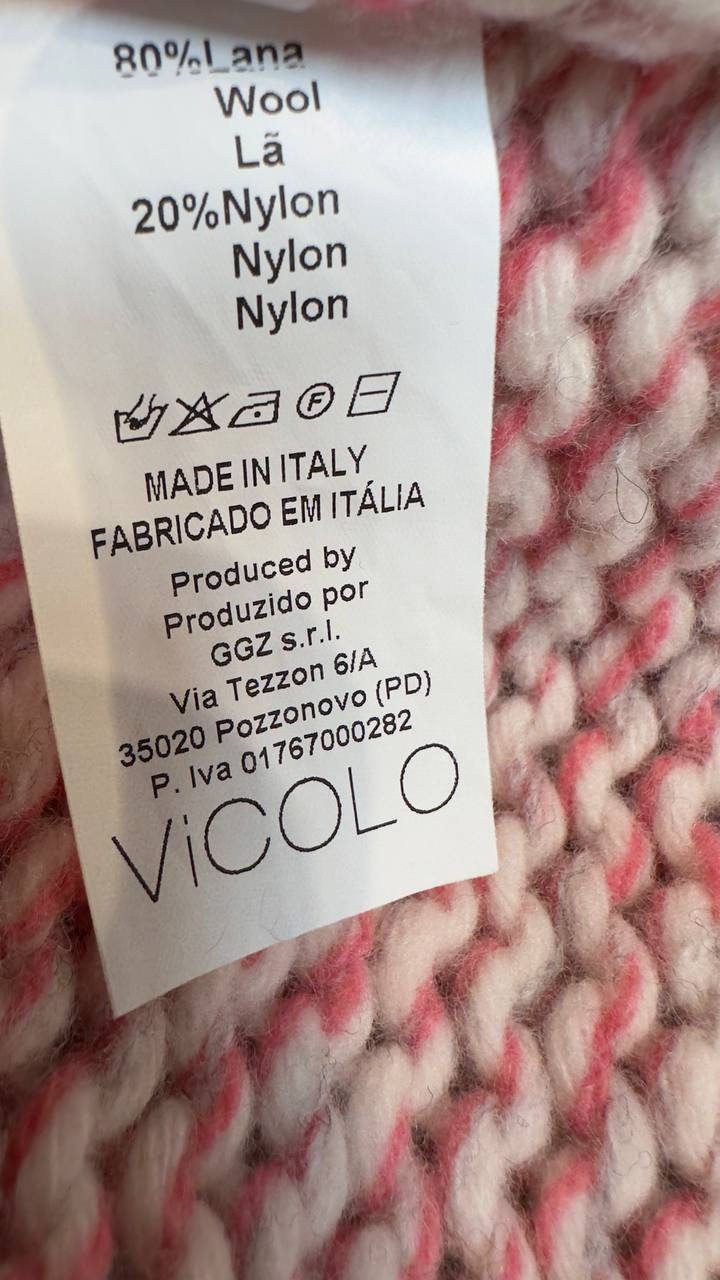 80%Lana
Wool
Lã
20%Nylon
Nylon
Nylon
F
MADE IN ITALY
FABRICADO EM ITÁLIA
Produced by
Produzido por
GGZ s.r.l.
Via Tezzon 6/A
35020 Pozzonovo (PD)
P. Iva 01767000282
ViCOLO